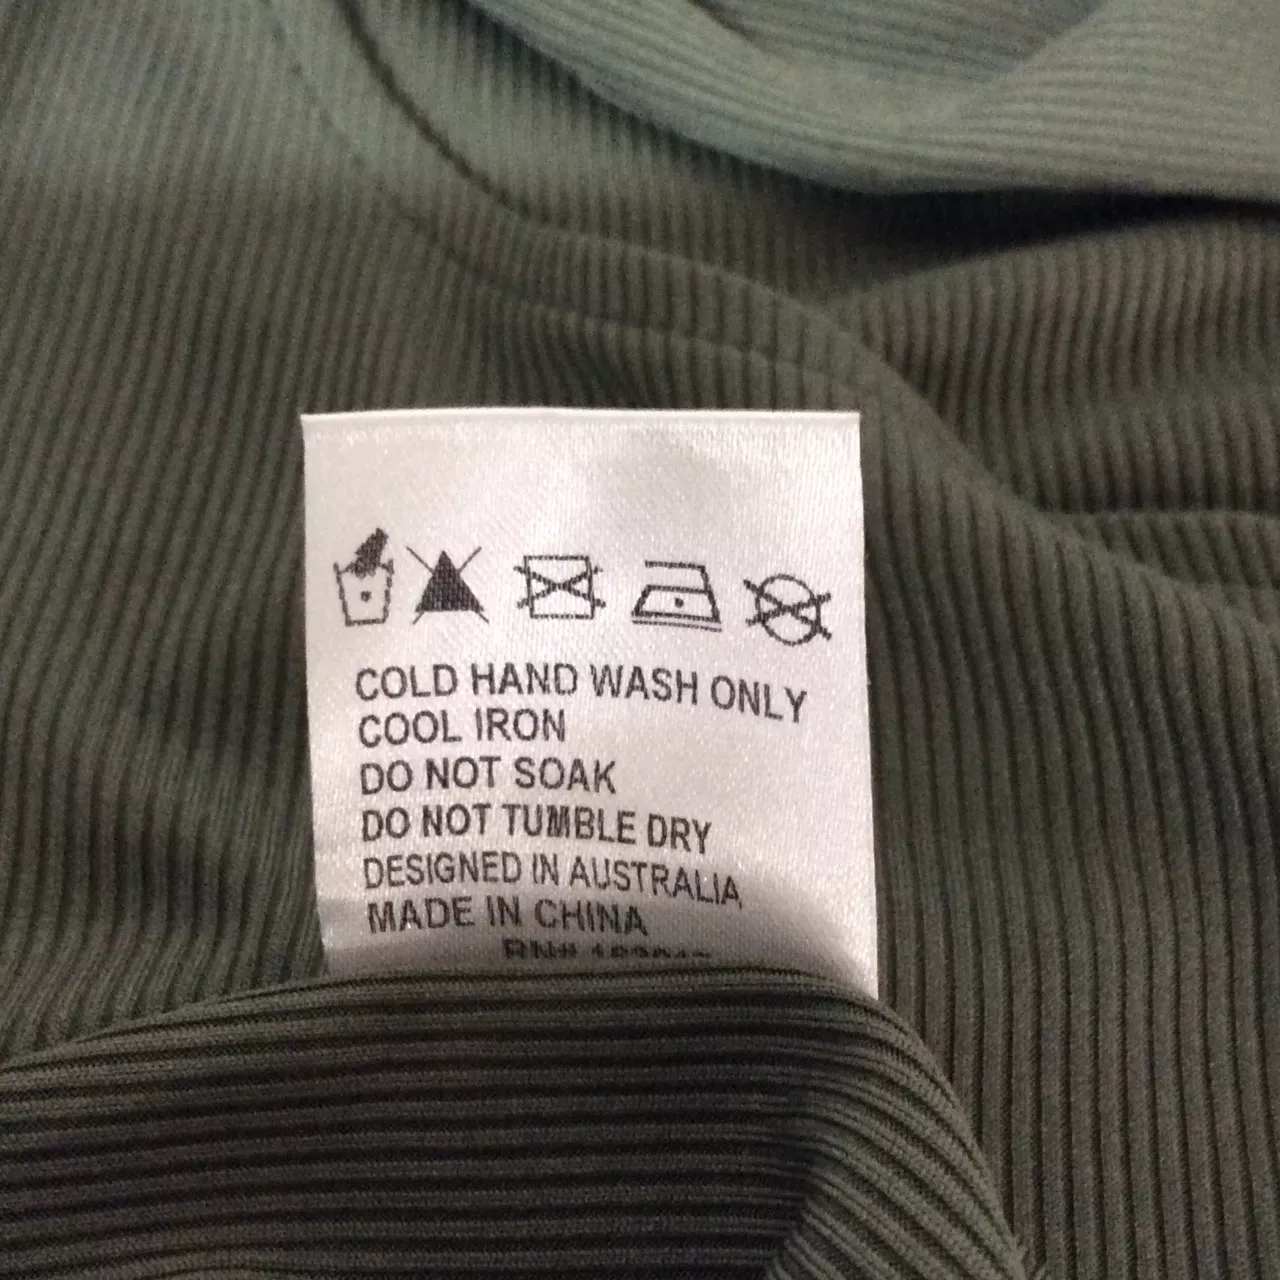 COLD HAND WASH ONLY
COOL IRON
DO NOT SOAK
DO NOT TUMBLE DRY
DESIGNED IN AUSTRALIA
MADE IN CHINA
RN#